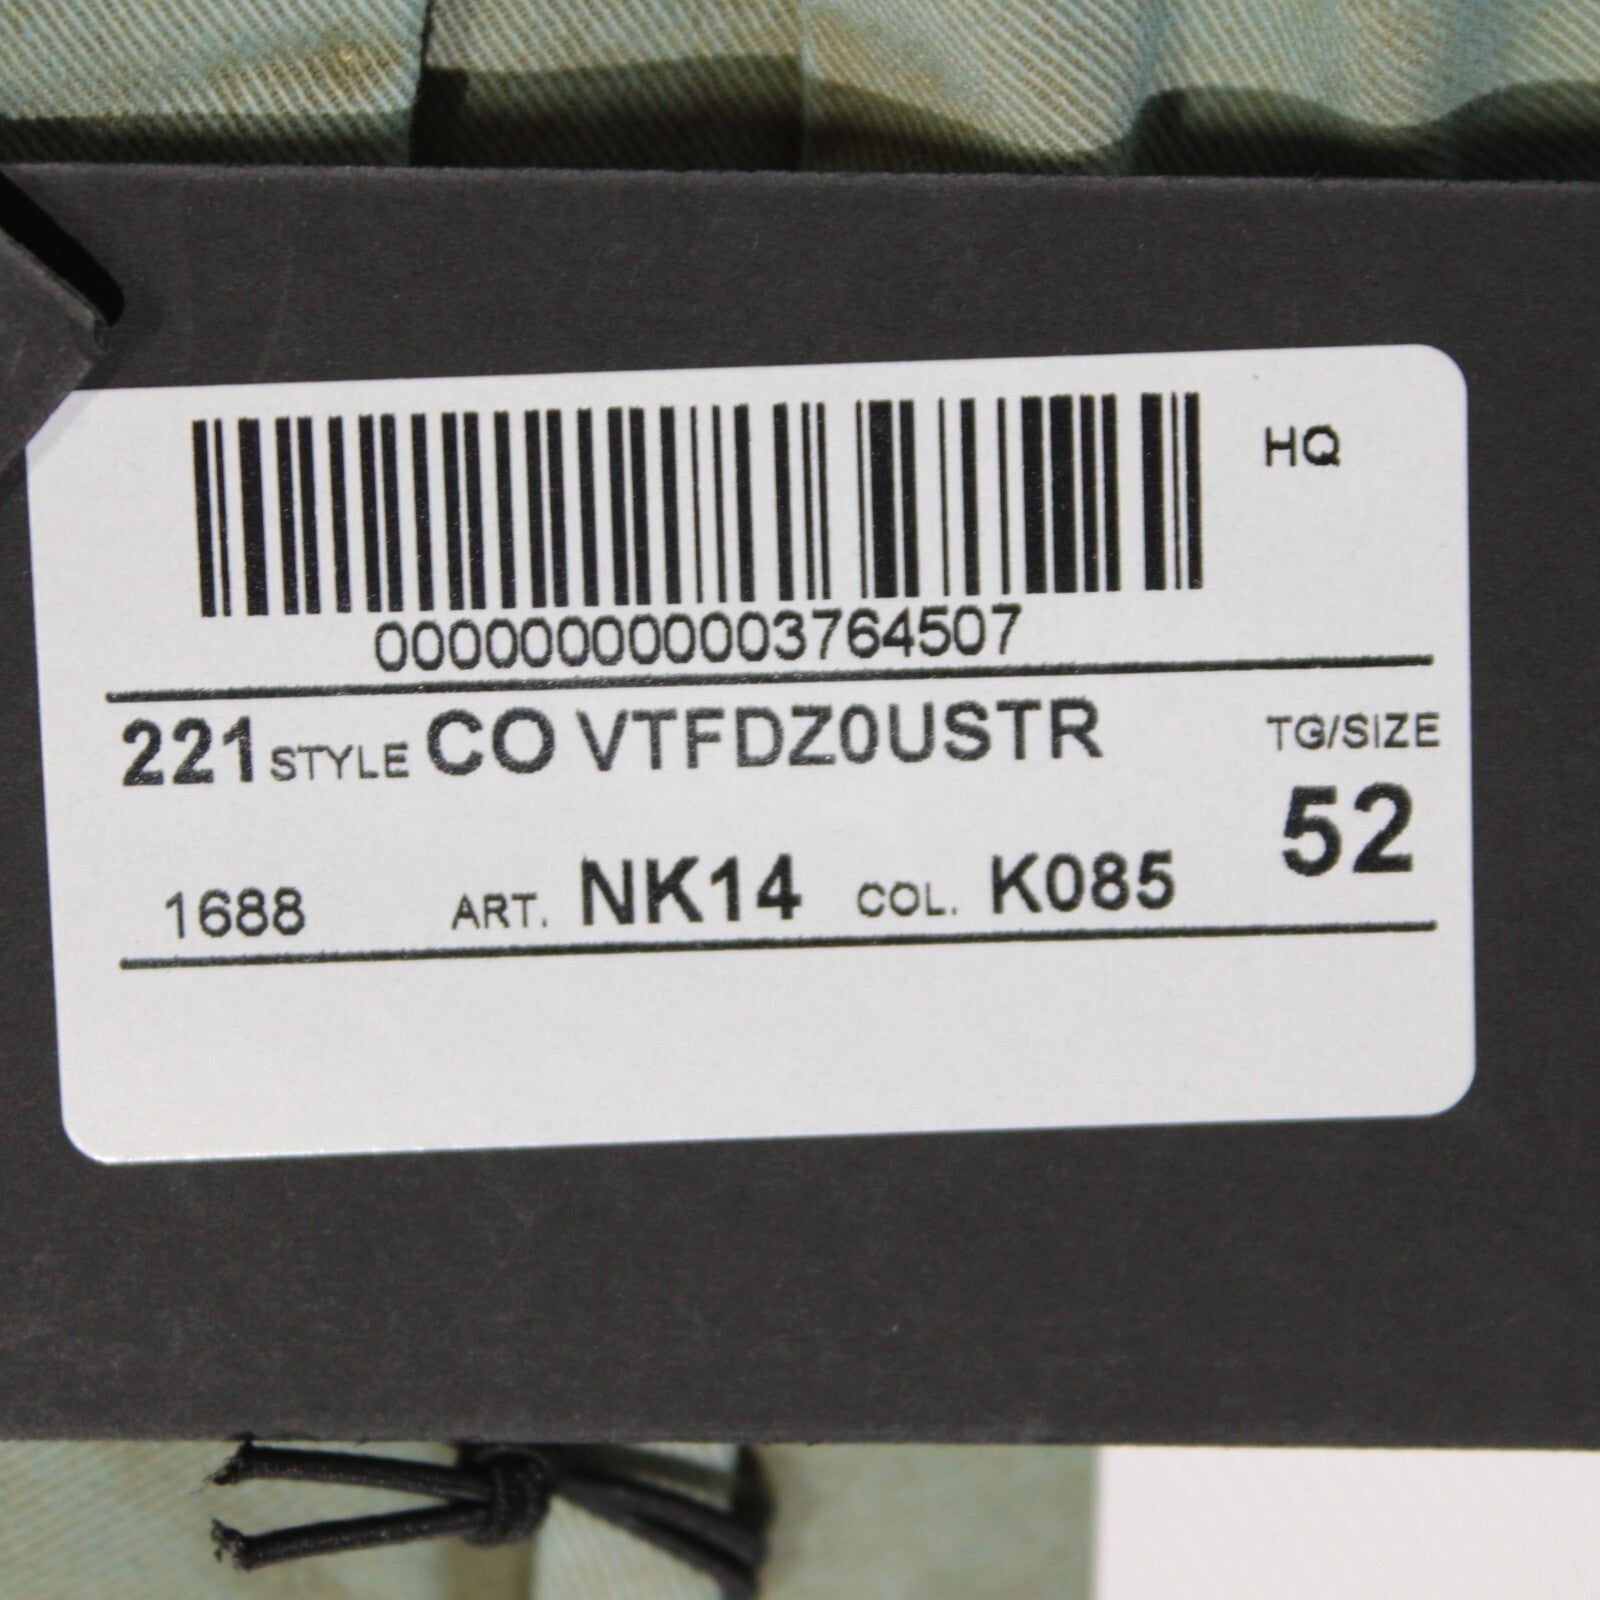 HQ
000000000003764507
221 STYLE CO VTFDZ0USTR TG/SIZE
52
1688 ART. NK14 COL. K085